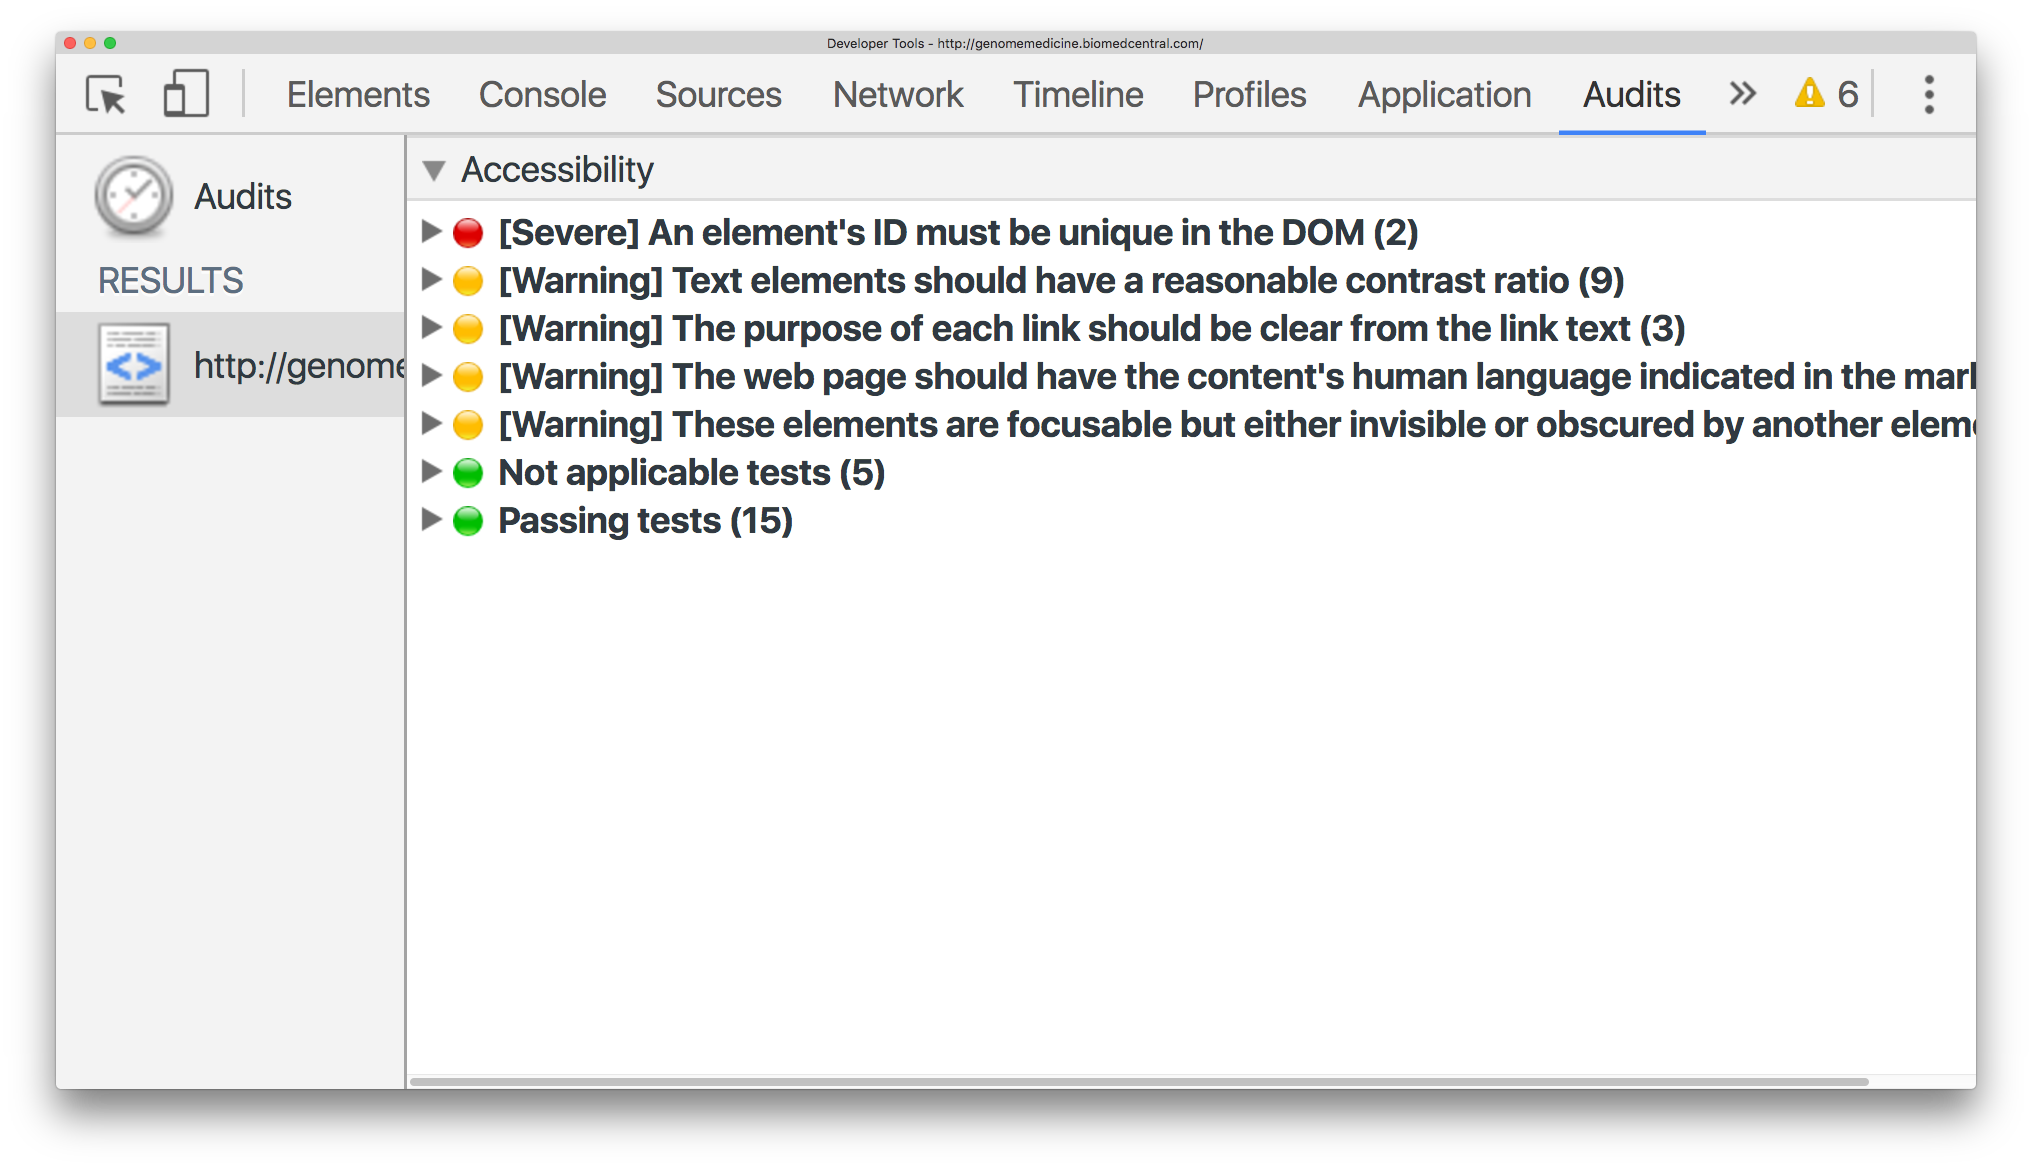 Developer Tools - http://genomemedicine.biomedcentral.com/
Elements Console Sources Network Timeline Profiles Application Audits 6
Audits
RESULTS
http://genome
Accessibility
[Severe] An element's ID must be unique in the DOM (2)
[Warning] Text elements should have a reasonable contrast ratio (9)
[Warning] The purpose of each link should be clear from the link text (3)
[Warning] The web page should have the content's human language indicated in the mar
[Warning] These elements are focusable but either invisible or obscured by another elem
Not applicable tests (5)
Passing tests (15)